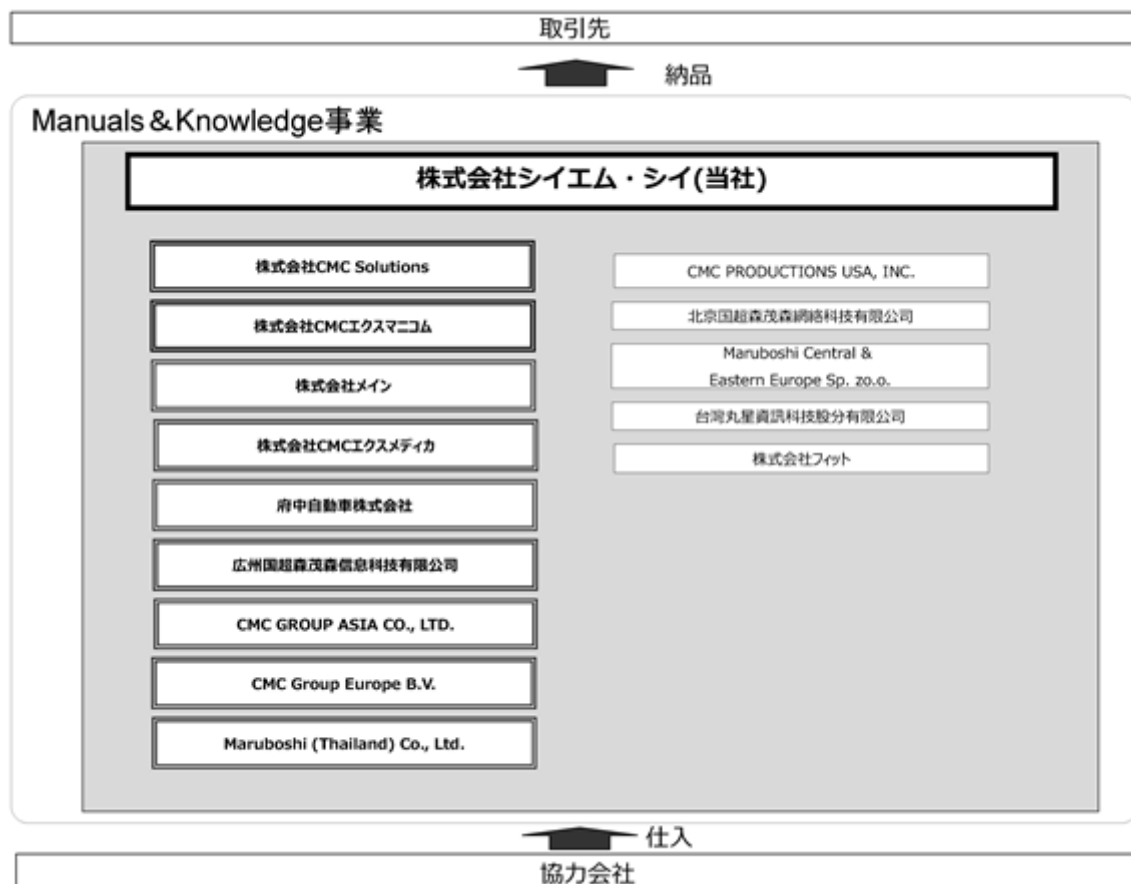 取引先
納品
Manuals&Knowledge事業
株式会社シイエム・シイ(当社)
株式会社CMC Solutions
株式会社CMCエクスマニコム
株式会社メイン
株式会社CMCエクスメディカ
府中自動車株式会社
広州国超森茂森信息科技有限公司
CMC GROUP ASIA CO., LTD.
CMC Group Europe B.V.
Maruboshi (Thailand) Co., Ltd.
CMC PRODUCTIONS USA, INC.
北京国超森茂森網絡科技有限公司
Maruboshi Central &
Eastern Europe Sp. zo.o.
台湾丸星資訊科技股分有限公司
株式会社フィット
仕入
協力会社